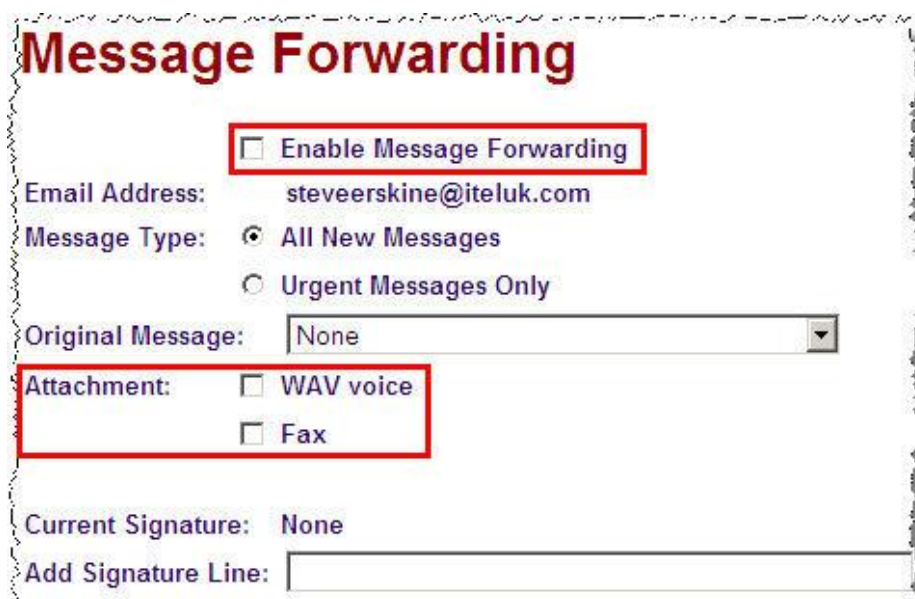 Message Forwarding
Enable Message Forwarding
Email Address: steveerskine@iteluk.com
Message Type: All New Messages
Urgent Messages Only
Original Message: None
Attachment: WAV voice
Fax
Current Signature: None
Add Signature Line: